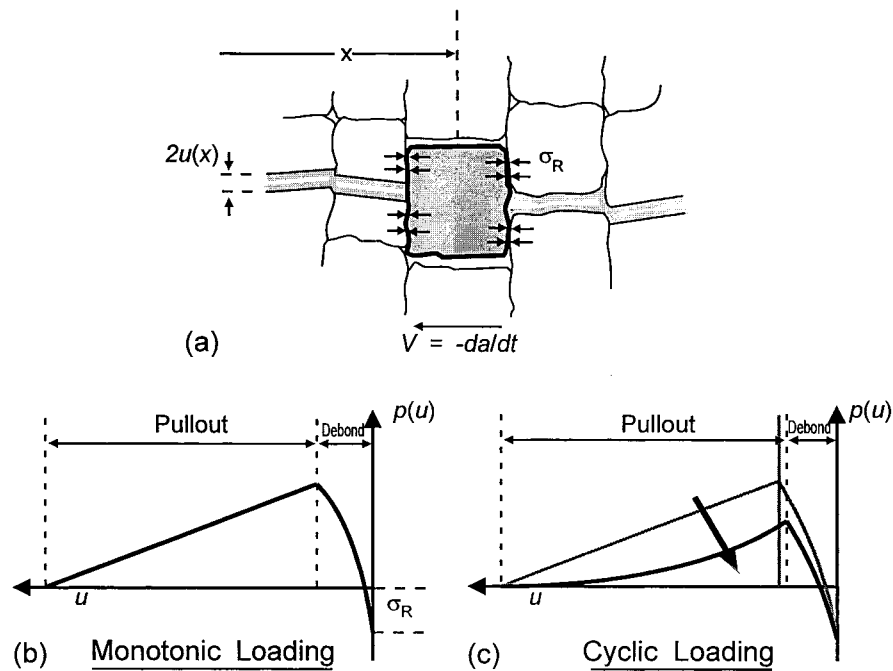 x
2u(x)
σR
(a)
V = -da/dt
p(u)
Pullout
Debond
u
σR
(b) Monotonic Loading
p(u)
Pullout
Debond
u
(c) Cyclic Loading